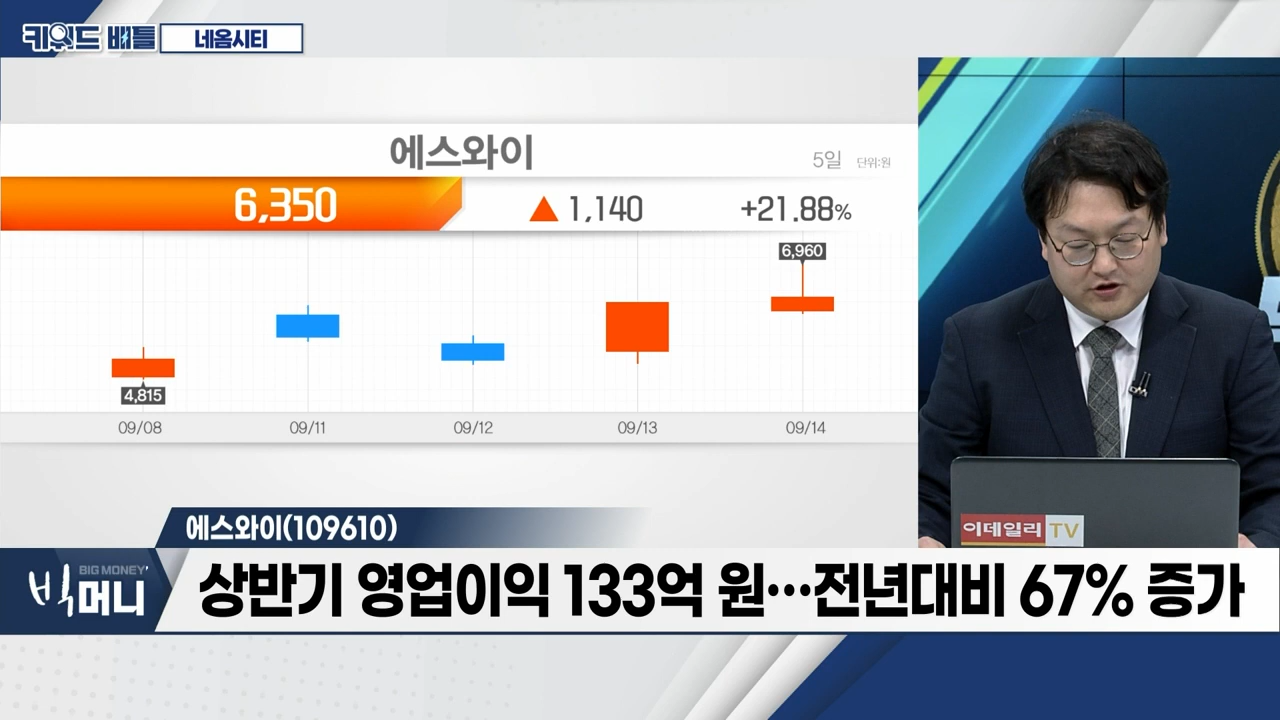 키워드 배틀
네옴시티
에스와이
5일 단위:원
6,350 ▲ 1,140 +21.88%
6,960
4,815
09/08 09/11 09/12 09/13 09/14
이데일리 TV
에스와이(109610)
BIG MONEY'
빅머니
상반기 영업이익 133억 원…전년대비 67% 증가